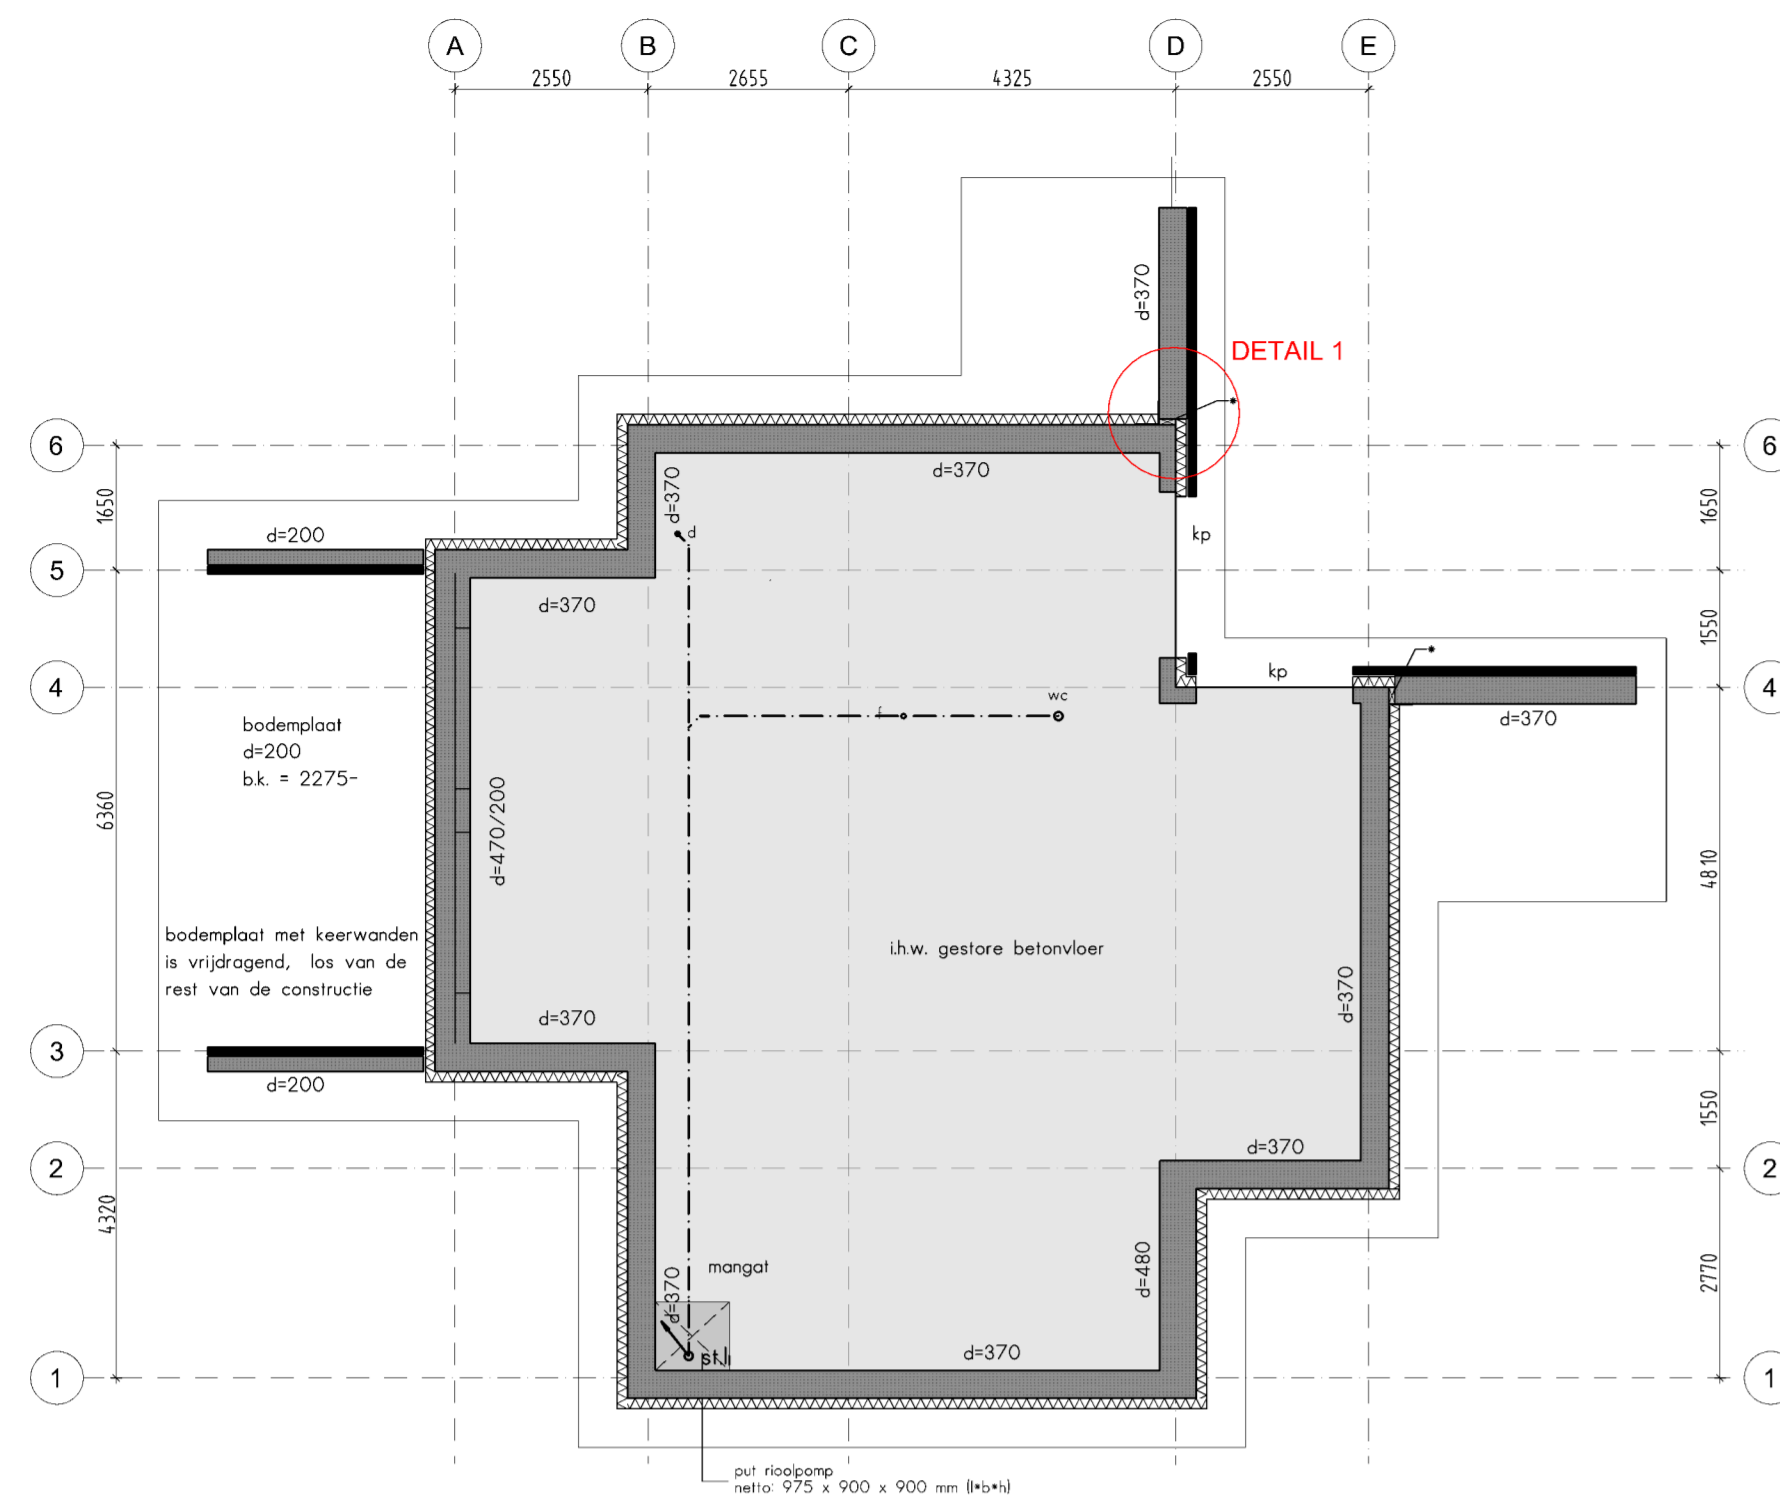 A B C D E
2550 2655 4325 2550
d=370
DETAIL 1
*
6 6
d=370 d=370
1650 1650
d kp
d=200
5 5
d=370
1550
* kp
4 4
wc
f
d=370
bodemplaat
d=200
b.k. = 2275-
6360 d=470/200 4810
bodemplaat met keerwanden
is vrijdragend, los van de
rest van de constructie
i.h.w. gestore betonvloer
d=370 d=370
3 3
d=200
1550
d=370
2 2
4320
mangat d=480 2770
d=370
st.l. d=370
1 1
put rioolpomp
netto: 975 x 900 x 900 mm (l*b*h)